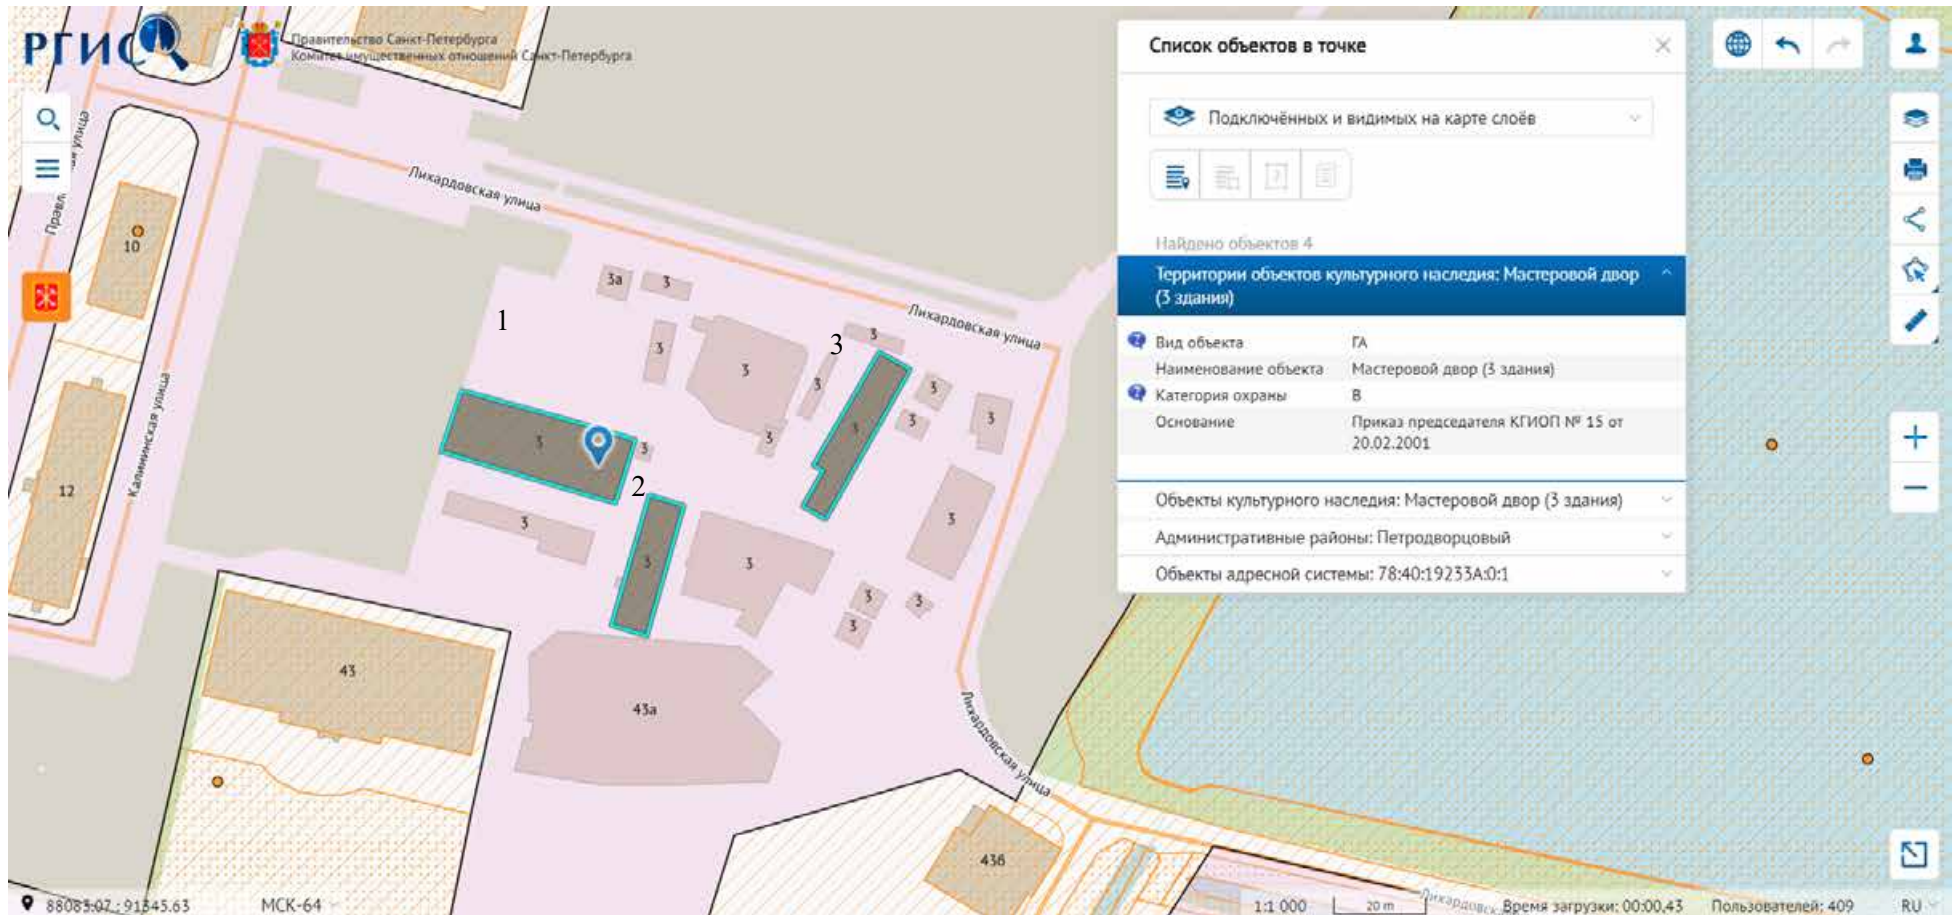 РГИС
Правительство Санкт-Петербурга
Комитет имущественных отношений Санкт-Петербурга
Список объектов в точке
Подключённых и видимых на карте слоёв
Найдено объектов 4
Территории объектов культурного наследия: Мастеровой двор
(3 здания)
Вид объекта ГА
Наименование объекта Мастеровой двор (3 здания)
Категория охраны В
Основание Приказ председателя КГИОП № 15 от
20.02.2001
Объекты культурного наследия: Мастеровой двор (3 здания)
Административные районы: Петродворцовый
Объекты адресной системы: 78:40:19233А:0:1
улица
Лихардовская улица
Лихардовская улица
Калининская улица
Лихардовская улица
10
12
3а
3
1
3
3
3
3
3
3
3
3
3
3
3
3
3
2
3
3
3
3
3
3
3
43
43а
43б
88083.07 : 91345.63
МСК-64
1:1 000
20 m
Время загрузки: 00:00,43
Пользователей: 409
RU